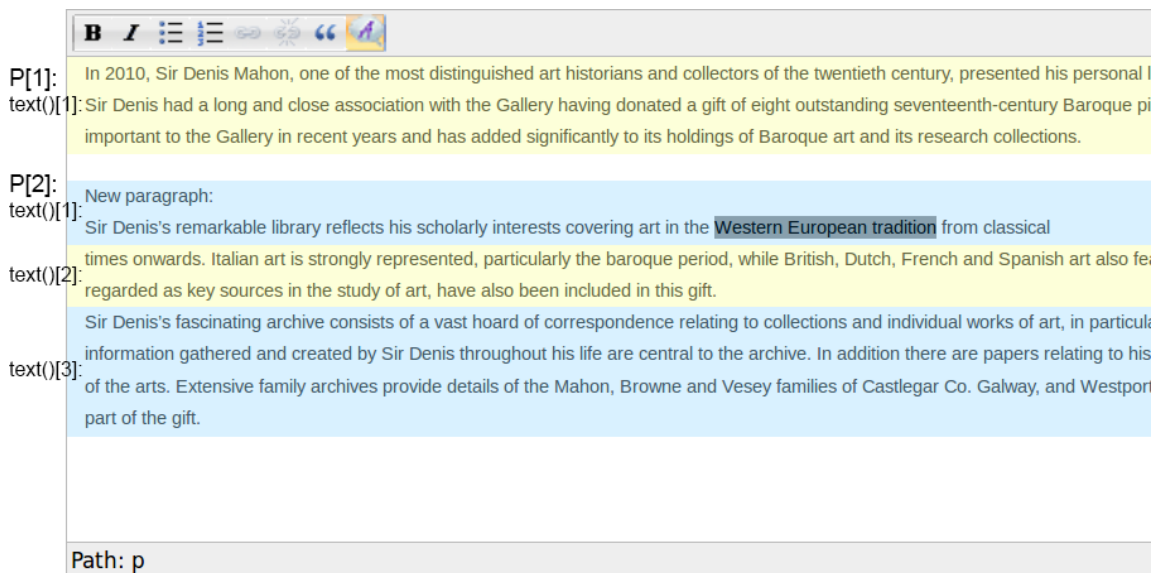 B I
P[1]:
In 2010, Sir Denis Mahon, one of the most distinguished art historians and collectors of the twentieth century, presented his personal
text()[1]:
Sir Denis had a long and close association with the Gallery having donated a gift of eight outstanding seventeenth-century Baroque
important to the Gallery in recent years and has added significantly to its holdings of Baroque art and its research collections.
P[2]:
New paragraph:
text()[1]:
Sir Denis's remarkable library reflects his scholarly interests covering art in the Western European tradition from classical
times onwards. Italian art is strongly represented, particularly the baroque period, while British, Dutch, French and Spanish art also
text()[2]:
regarded as key sources in the study of art, have also been included in this gift.
Sir Denis's fascinating archive consists of a vast hoard of correspondence relating to collections and individual works of art, in
information gathered and created by Sir Denis throughout his life are central to the archive. In addition there are papers relating to his
text()[3]:
of the arts. Extensive family archives provide details of the Mahon, Browne and Vesey families of Castlegar Co. Galway, and Westport
part of the gift.
Path: p